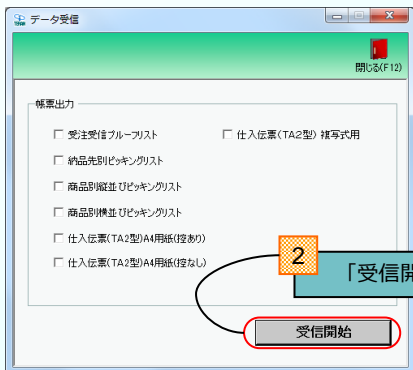 データ受信
閉じる(F12)
帳票出力
受注受信プルーフリスト
仕入伝票(TA2型) 複写式用
納品先別ピッキングリスト
商品別縦並びピッキングリスト
商品別横並びピッキングリスト
仕入伝票(TA2型)A4用紙(控あり)
仕入伝票(TA2型)A4用紙(控なし)
2
「受信開
受信開始